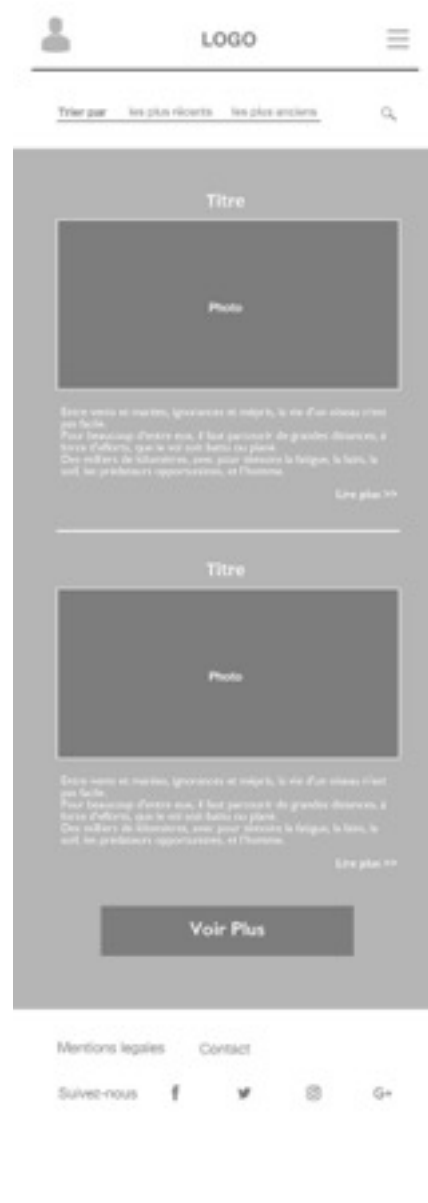 LOGO
Trier par les plus récents les plus anciens
Titre
Photo
Entre vents et marées, ignorances et mépris, la vie d'un oiseau n'est
pas facile.
Pour beaucoup d'entre eux, il faut parcourir de grandes distances, à
force d'efforts, que le vol soit battu ou plané.
Des milliers de kilomètres, avec pour obstacle la fatigue, la faim, la
soif, les prédateurs opportunistes, et l'homme.
Lire plus >>
Titre
Photo
Entre vents et marées, ignorances et mépris, la vie d'un oiseau n'est
pas facile.
Pour beaucoup d'entre eux, il faut parcourir de grandes distances, à
force d'efforts, que le vol soit battu ou plané.
Des milliers de kilomètres, avec pour obstacle la fatigue, la faim, la
soif, les prédateurs opportunistes, et l'homme.
Lire plus >>
Voir Plus
Mentions legales Contact
Suivez-nous f G+